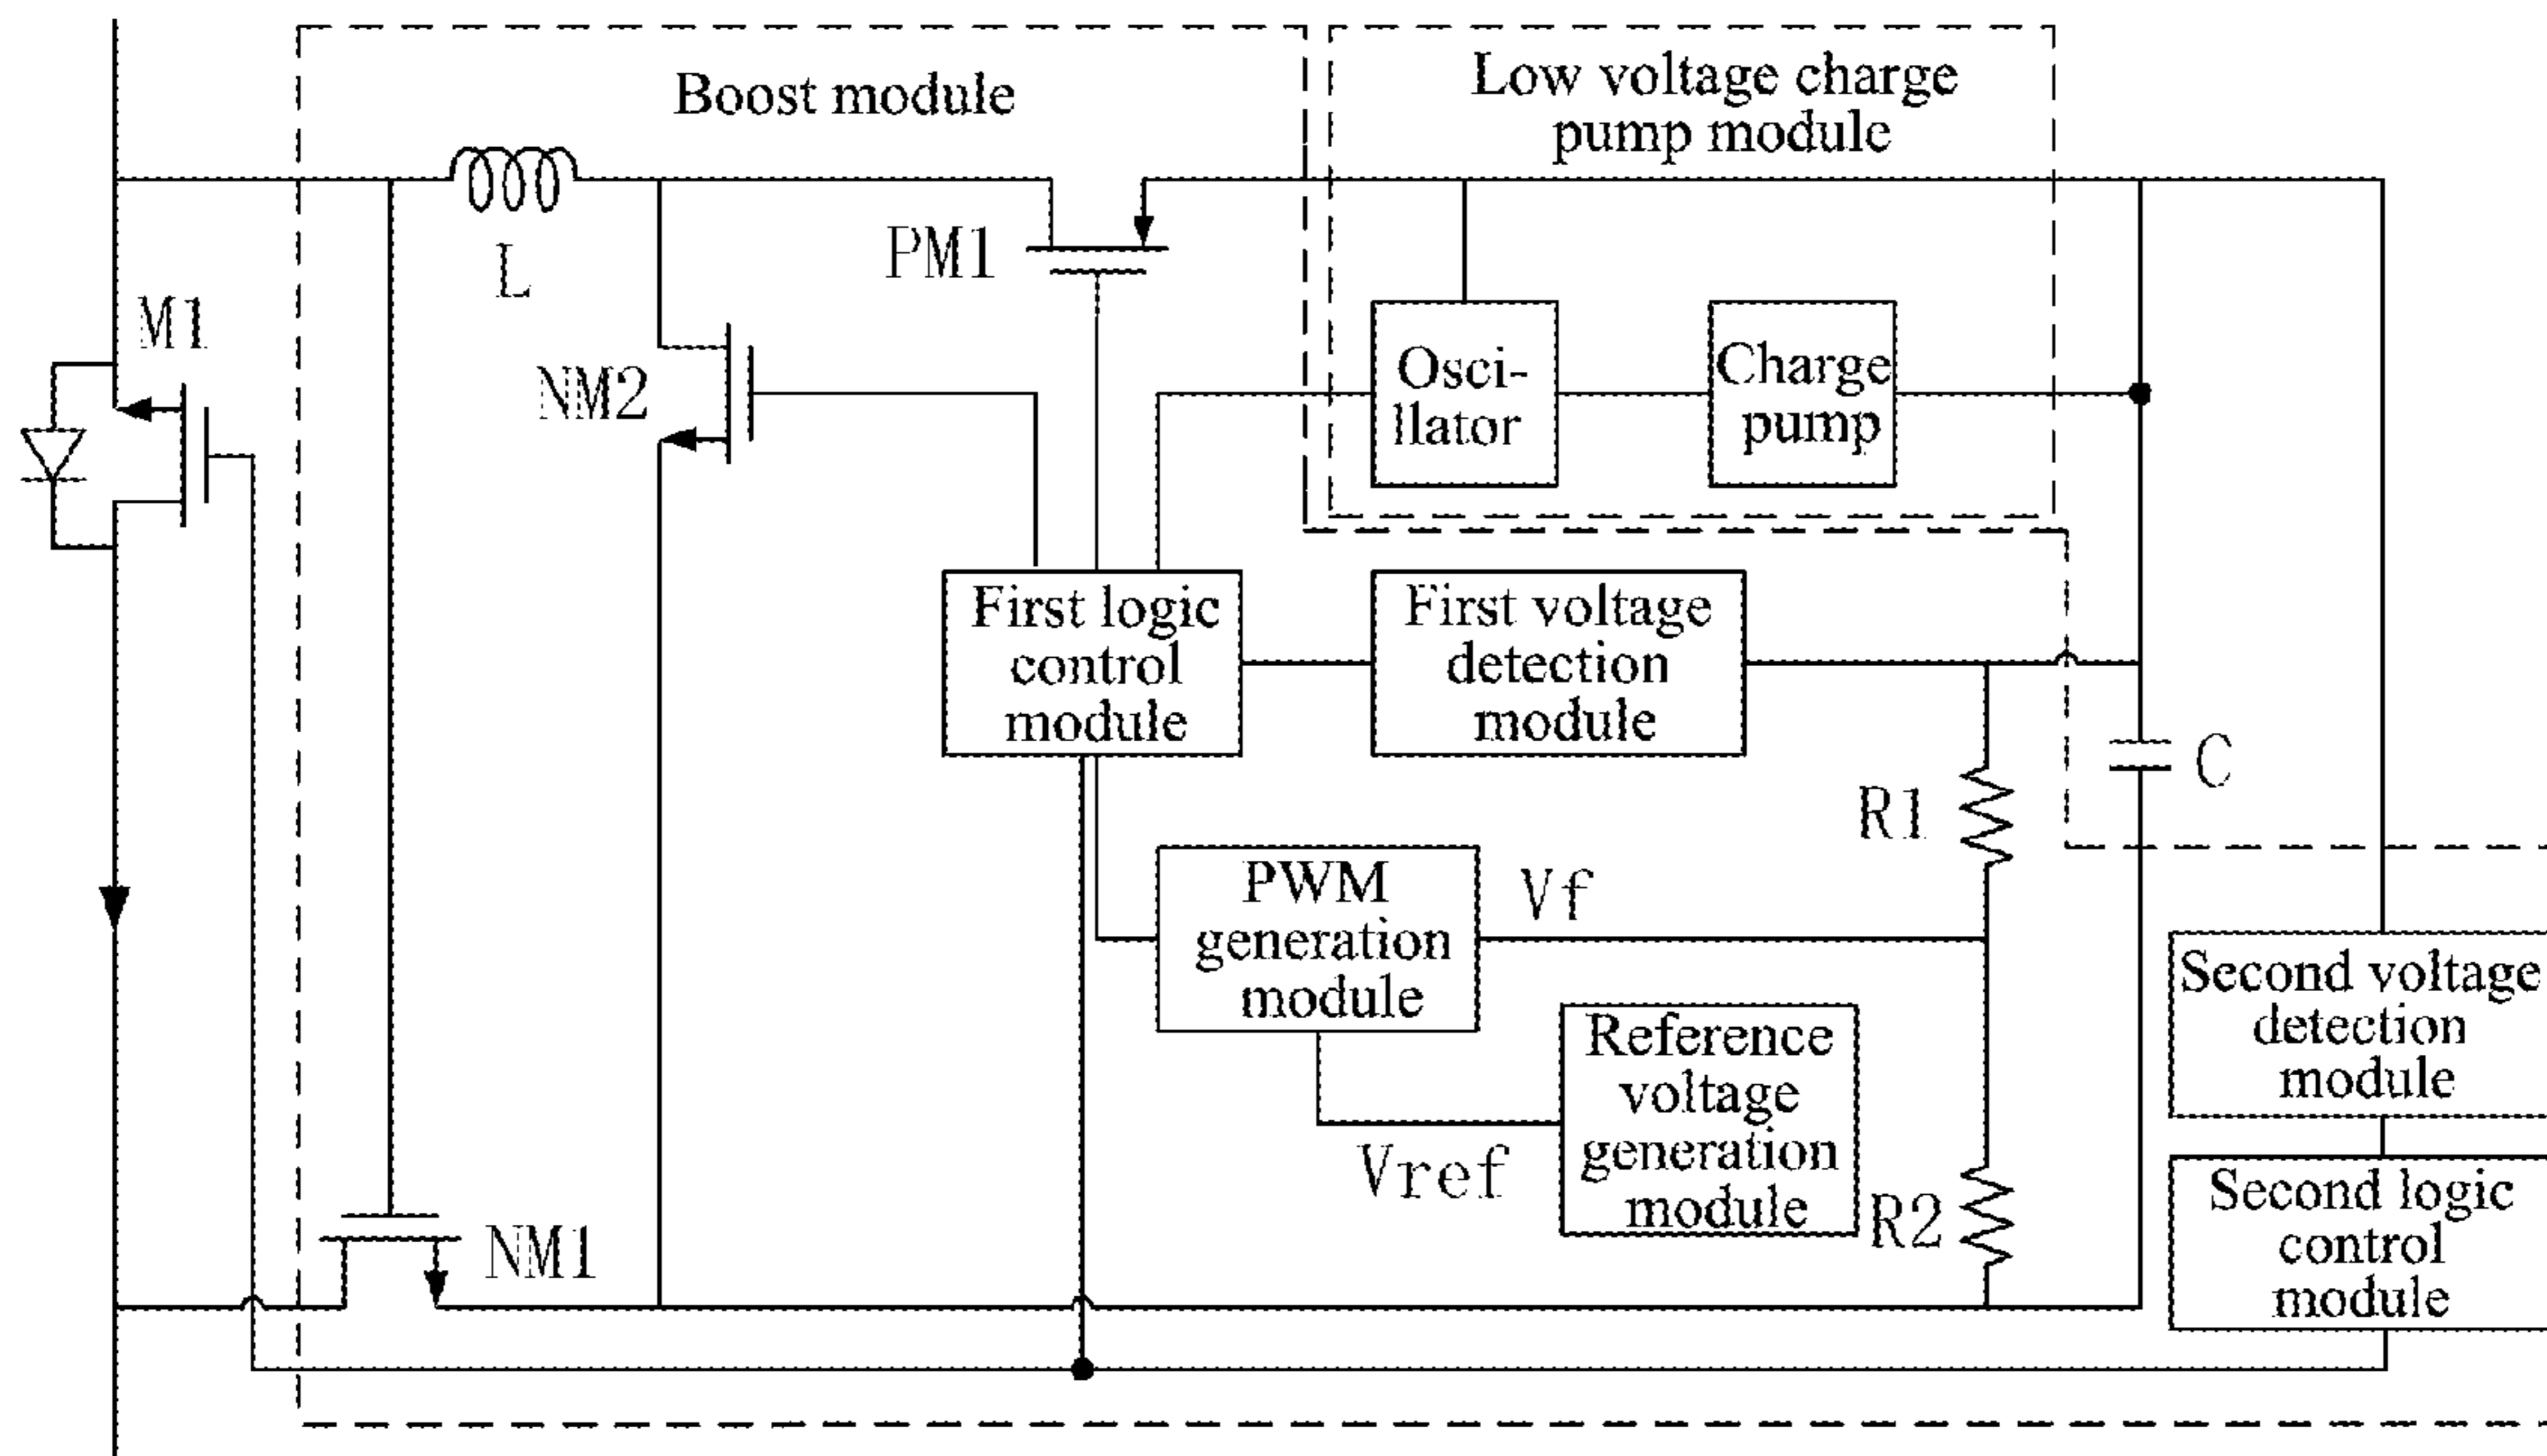 Boost module
Low voltage charge
pump module
L
PM1
M1
NM2
Osci-
llator
Charge
pump
First logic
control
module
First voltage
detection
module
R1
C
PWM
generation
module
Vf
Second voltage
detection
module
Reference
voltage
generation
module
Vref
R2
Second logic
control
module
NM1